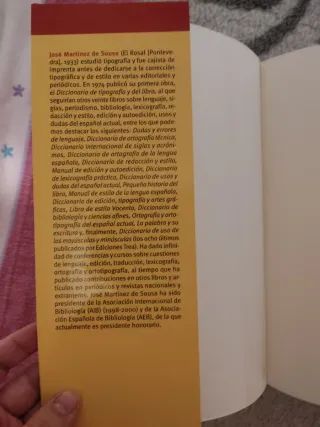 José Martínez de Sousa (El Rosal [Ponteve-
dra], 1933) estudió tipografía y fue cajista de
imprenta antes de dedicarse a la corrección
tipográfica y de estilo en varias editoriales y
periódicos. En 1974 publicó su primera obra,
el Diccionario de tipografía y del libro, al que
seguirían otros veinte libros sobre lenguaje, si-
glas, periodismo, bibliología, lexicografía, re-
dacción y estilo, edición y autoedición, usos y
dudas del español actual, entre los que po-
demos destacar los siguientes: Dudas y errores
de lenguaje, Diccionario de ortografía técnica,
Diccionario internacional de siglas y acróni-
mos, Diccionario de ortografía de la lengua
española, Diccionario de redacción y estilo,
Manual de edición y autoedición, Diccionario
de lexicografía práctica, Diccionario de usos y
dudas del español actual, Pequeña historia del
libro, Manual de estilo de la lengua española,
Diccionario de edición, tipografía y artes grá-
ficas, Libro de estilo Vocento, Diccionario de
bibliología y ciencias afines, Ortografía y orto-
tipografía del español actual, La palabra y su
escritura y, finalmente, Diccionario de uso de
las mayúsculas y minúsculas (los ocho últimos
publicados por Ediciones Trea). Ha dado infini-
dad de conferencias y cursos sobre cuestiones
de lenguaje, edición, traducción, lexicografía,
ortografía y ortotipografía, al tiempo que ha
publicado contribuciones en otros libros y ar-
tículos en periódicos y revistas nacionales y
extranjeros. José Martínez de Sousa ha sido
presidente de la Asociación Internacional de
Bibliología (AIB) (1998-2000) y de la Asocia-
ción Española de Bibliología (AEB), de la que
actualmente es presidente honorario.